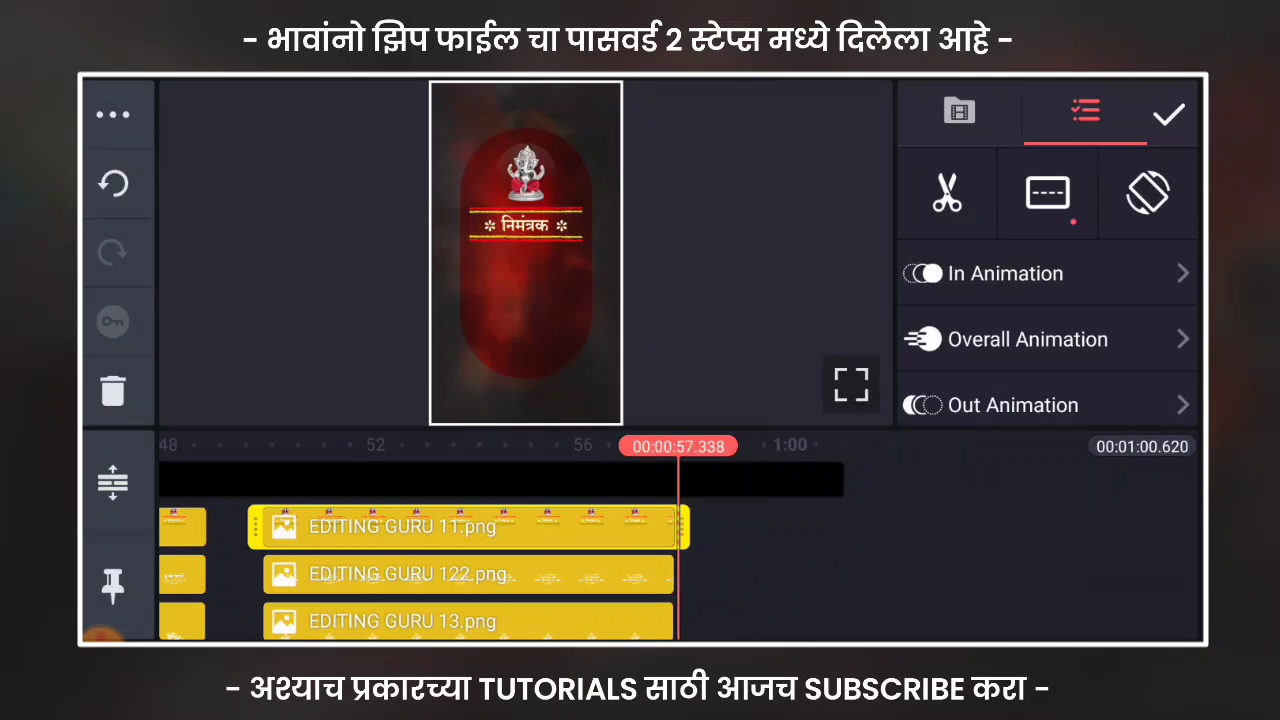 - भावांनो झिप फाईल चा पासवर्ड 2 स्टेप्स मध्ये दिलेला आहे -
❇ निमंत्रक ❇
In Animation
Overall Animation
Out Animation
48 52 56 00:00:57.338 1:00 00:01:00.620
EDITING GURU 11.png
EDITING GURU 122.png
EDITING GURU 13.png
- अश्याच प्रकारच्या TUTORIALS साठी आजच SUBSCRIBE करा -